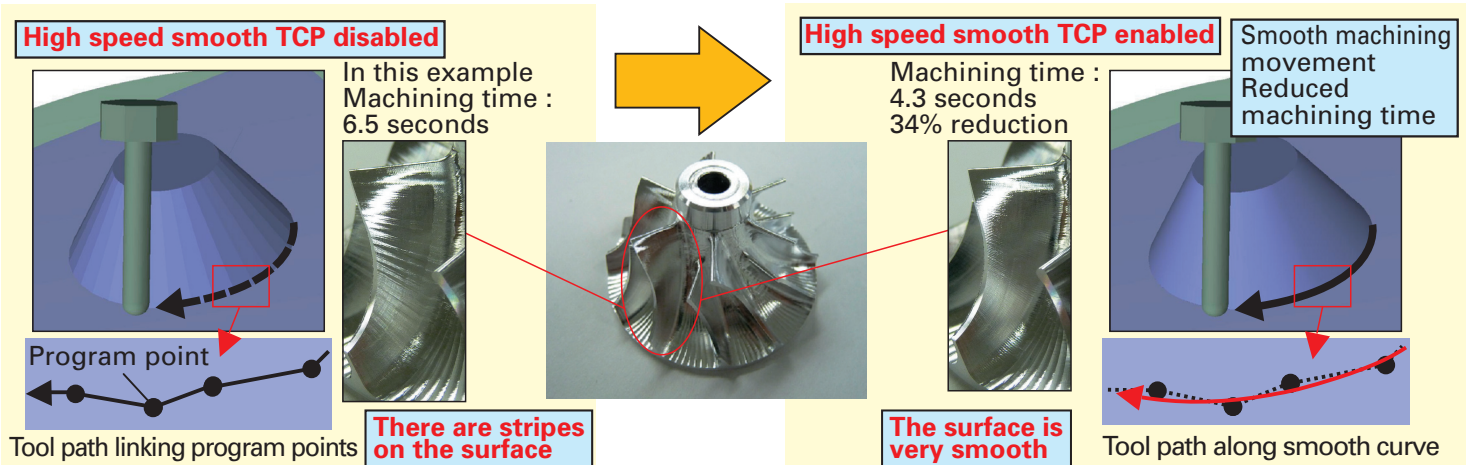 High speed smooth TCP disabled
In this example
Machining time :
6.5 seconds
Program point
Tool path linking program points
There are stripes
on the surface
High speed smooth TCP enabled
Machining time :
4.3 seconds
34% reduction
Smooth machining
movement
Reduced
machining time
The surface is
very smooth
Tool path along smooth curve